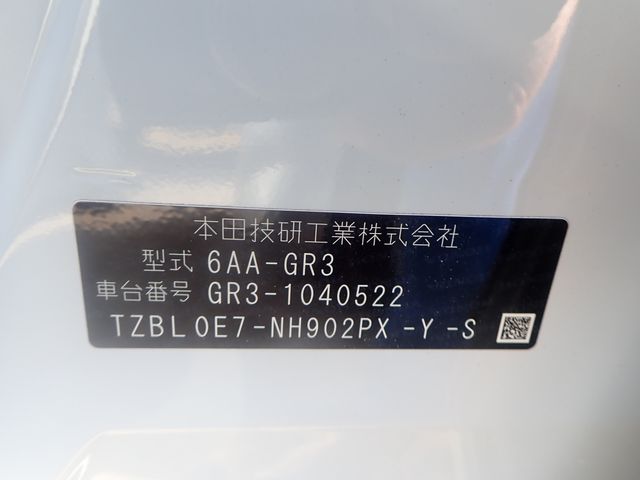 本田技研工業株式会社
型式 6AA-GR3
車台番号 GR3-1040522
TZBL0E7-NH902PX-Y-S